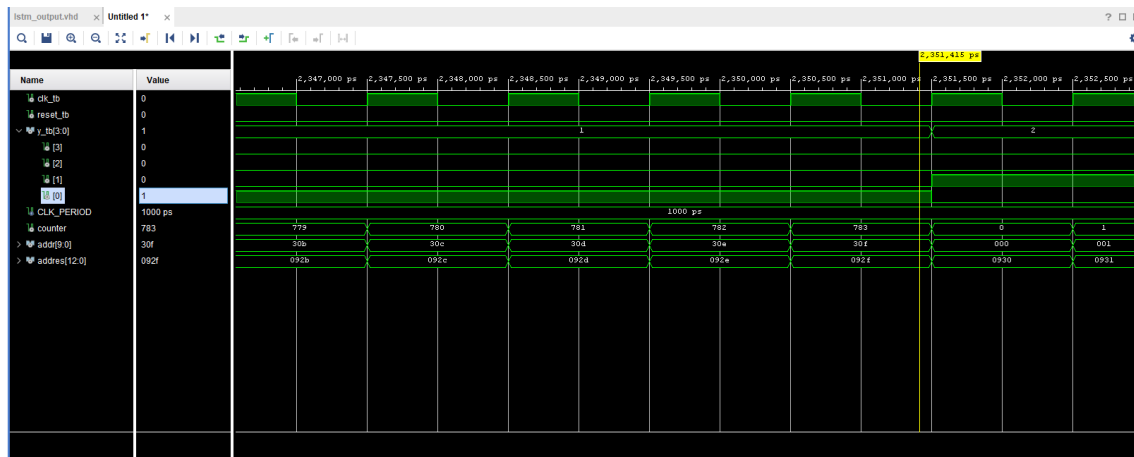 lstm_output.vhd × Untitled 1* ×
2,351,415 ps
Name Value
2,347,000 ps 2,347,500 ps 2,348,000 ps 2,348,500 ps 2,349,000 ps 2,349,500 ps 2,350,000 ps 2,350,500 ps 2,351,000 ps 2,351,500 ps 2,352,000 ps 2,352,500 ps
clk_tb 0
reset_tb 0
y_tb[3:0] 1 1 2
[3] 0
[2] 0
[1] 0
[0] 1
CLK_PERIOD 1000 ps 1000 ps
counter 783 779 780 781 782 783 0 1
addr[9:0] 30f 30b 30c 30d 30e 30f 000 001
addres[12:0] 092f 092b 092c 092d 092e 092f 0930 0931